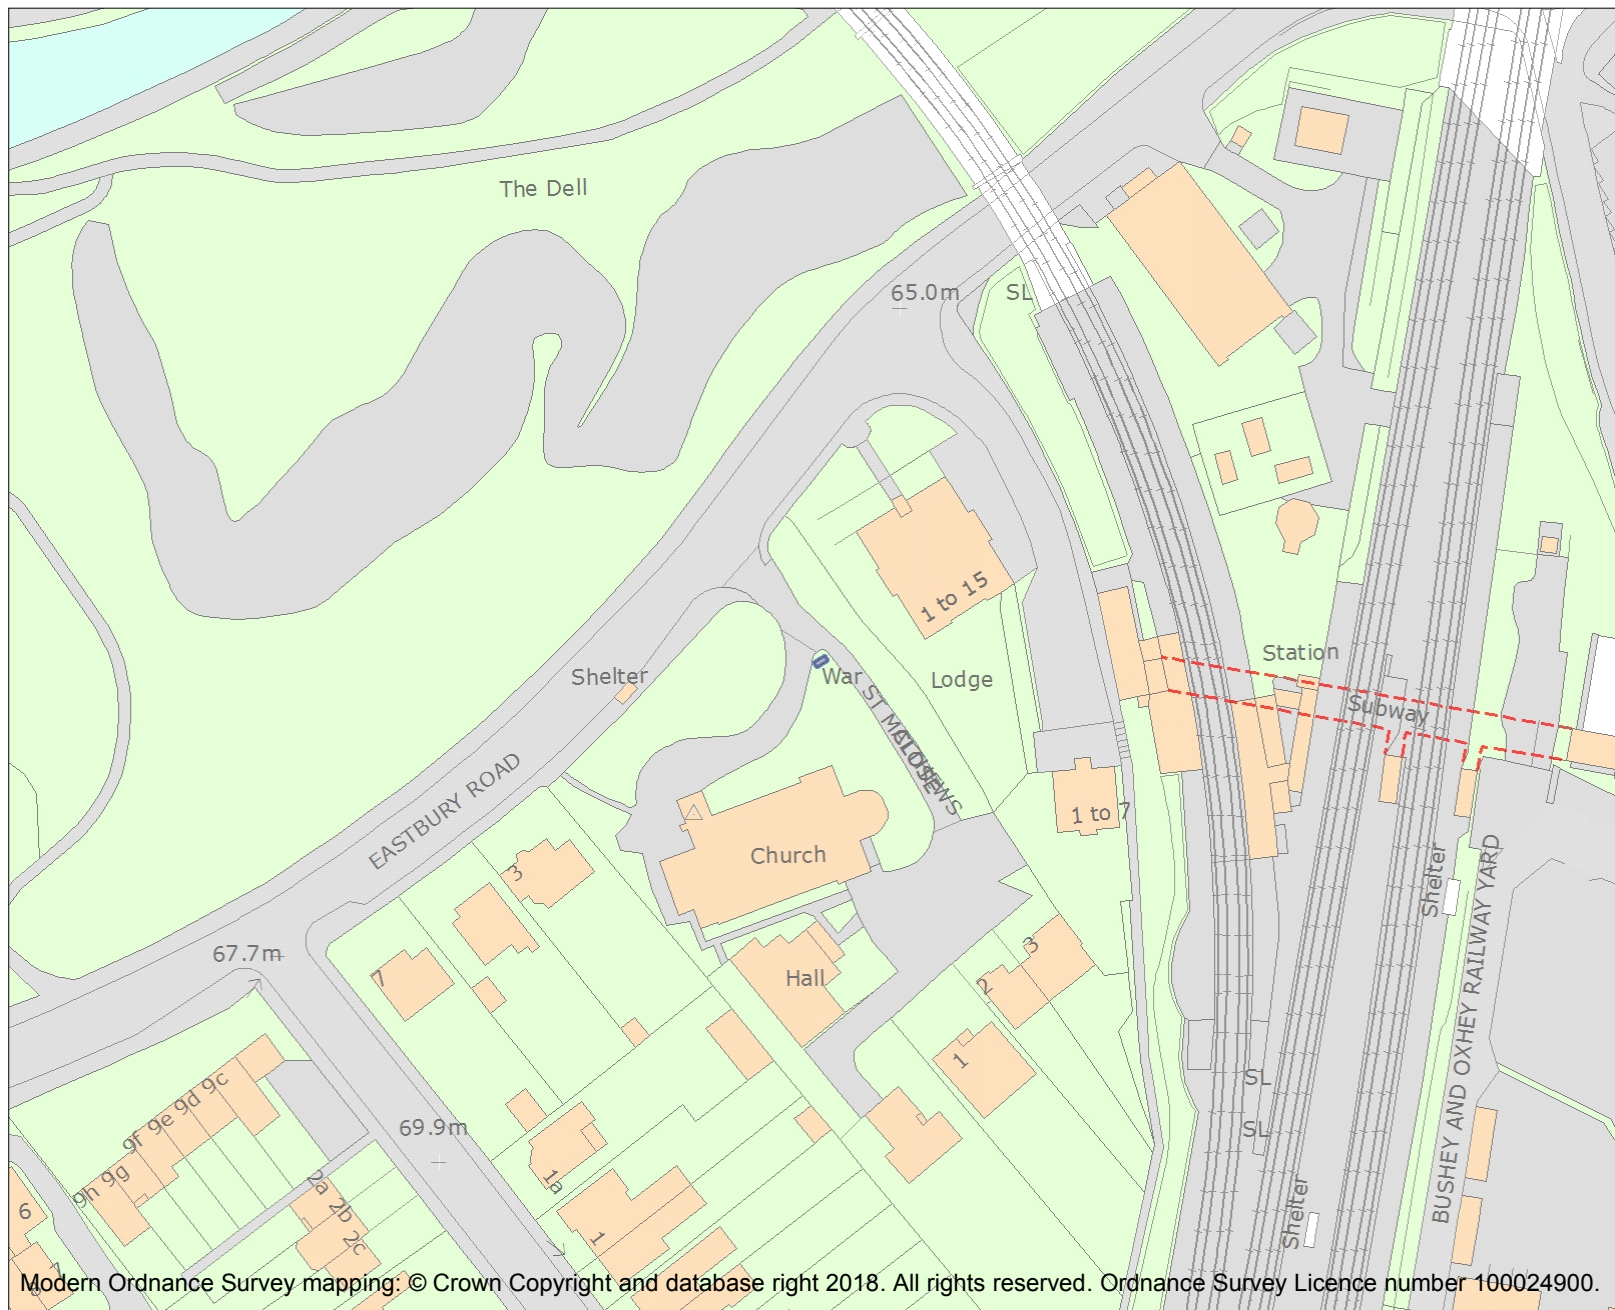 The Dell
65.0m
SL
1 to 15
Station
Shelter
War
Lodge
ST MATTHEWS
CLOSE
Subway
EASTBURY ROAD
1 to 7
Church
3
Shelter
BUSHEY AND OXHEY RAILWAY YARD
67.7m
7
Hall
3
2
1
SL
SL
69.9m
9c
9d
9e
9f
9g
9h
1a
2a
2b
2c
6
1
Shelter
Modern Ordnance Survey mapping: © Crown Copyright and database right 2018. All rights reserved. Ordnance Survey Licence number 100024900.